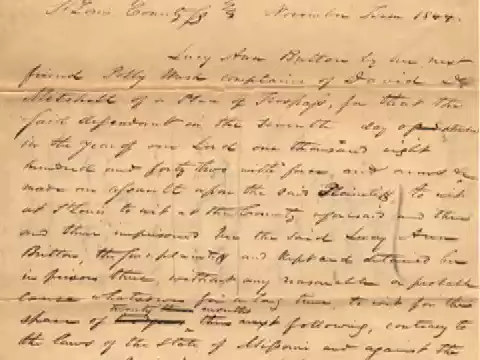 St Louis County Ss November Term 1844.
Lucy Ann Britton by her next
friend Polly Wash complains of David D
Mitchell of a Plea of Trespass, for that the
said defendant on the seventh day of October
in the year of our Lord one thousand eight
hundred and forty two with force and arms &c
made an assault upon the said Plaintiff to wit
at St Louis to wit at the County aforesaid and then
and there imprisoned her the said Lucy Ann
Britton, the said plaintiff and kept and detained her
in prison there without any reasonable or probable
cause whatsoever for a long time, to wit for the
twenty months
space of then next following, contrary to
the laws of the State of Missouri and against the